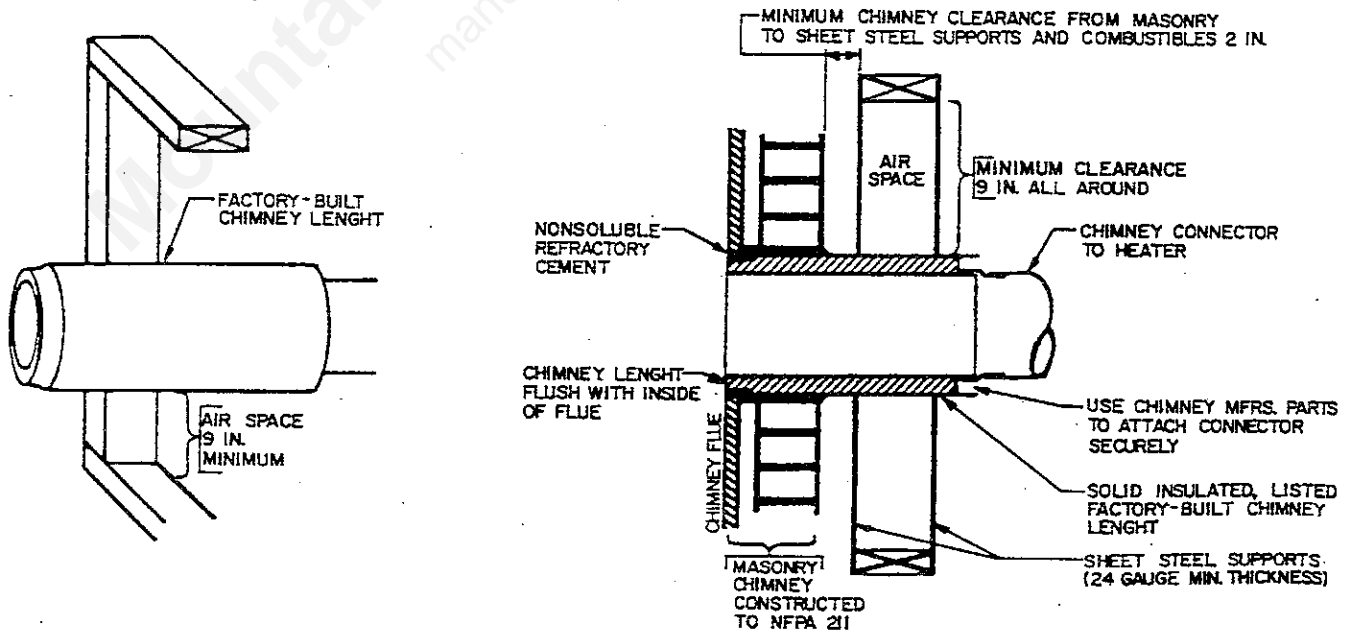 Mounta
man
FACTORY-BUILT
CHIMNEY LENGHT
AIR SPACE
9 IN.
MINIMUM
MINIMUM CHIMNEY CLEARANCE FROM MASONRY
TO SHEET STEEL SUPPORTS AND COMBUSTIBLES 2 IN.
AIR
SPACE
MINIMUM CLEARANCE
9 IN. ALL AROUND
NONSOLUBLE
REFRACTORY
CEMENT
CHIMNEY CONNECTOR
TO HEATER
CHIMNEY LENGHT
FLUSH WITH INSIDE
OF FLUE
CHIMNEY FLUE
USE CHIMNEY MFRS. PARTS
TO ATTACH CONNECTOR
SECURELY
SOLID INSULATED, LISTED
FACTORY-BUILT CHIMNEY
LENGHT
SHEET STEEL SUPPORTS
(24 GAUGE MIN. THICKNESS)
MASONRY
CHIMNEY
CONSTRUCTED
TO NFPA 211